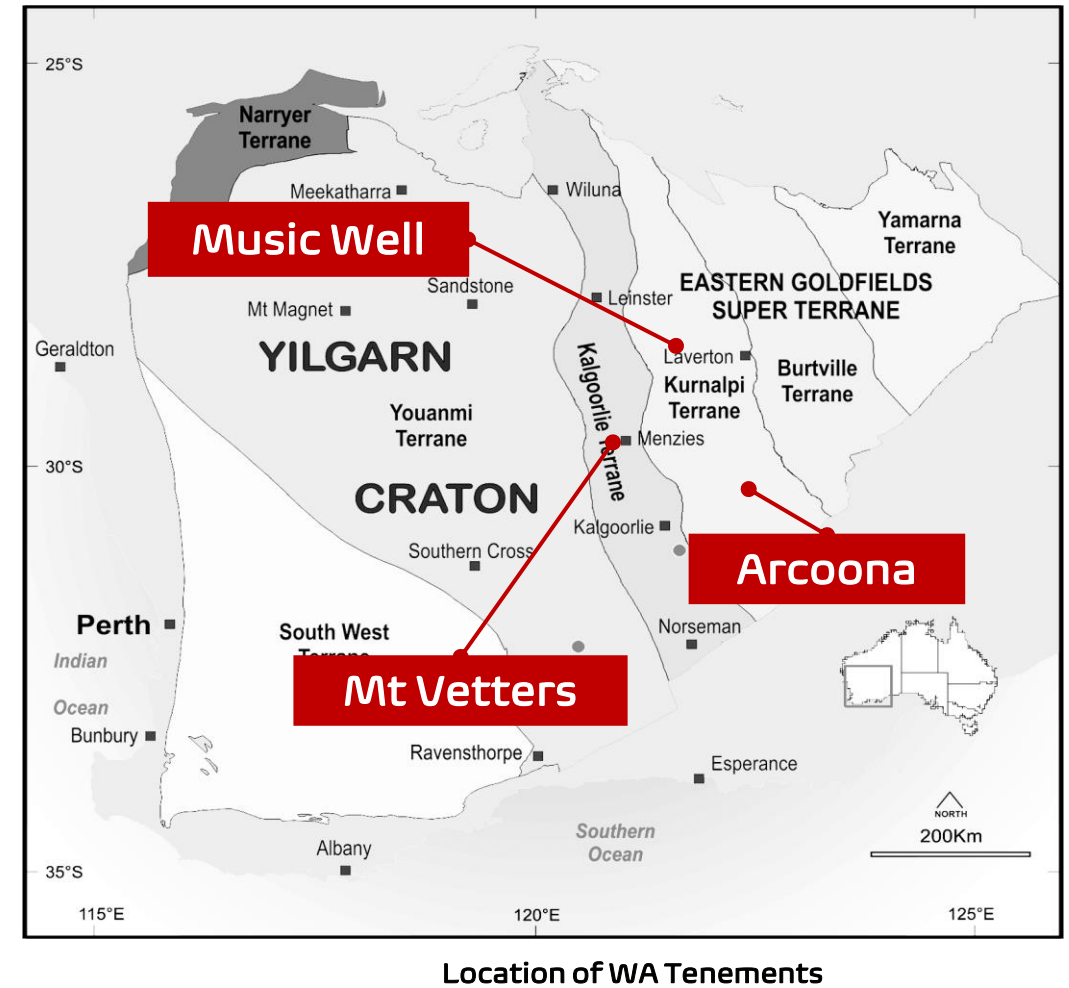 25°S
Narryer
Terrane
Meekatharra
Wiluna
Yamarna
Terrane
Music Well
EASTERN GOLDFIELDS
SUPER TERRANE
Sandstone
Leinster
Mt Magnet
Geraldton
YILGARN
Laverton
Burtville
Terrane
Kurnalpi
Terrane
Kalgoorlie Terrane
Youanmi
Terrane
Menzies
30°S
CRATON
Kalgoorlie
Southern Cross
Arcoona
Perth
South West
Terrane
Norseman
Indian
Ocean
Mt Vetters
Bunbury
Ravensthorpe
Esperance
NORTH
200Km
Southern
Ocean
Albany
35°S
115°E
120°E
125°E
Location of WA Tenements